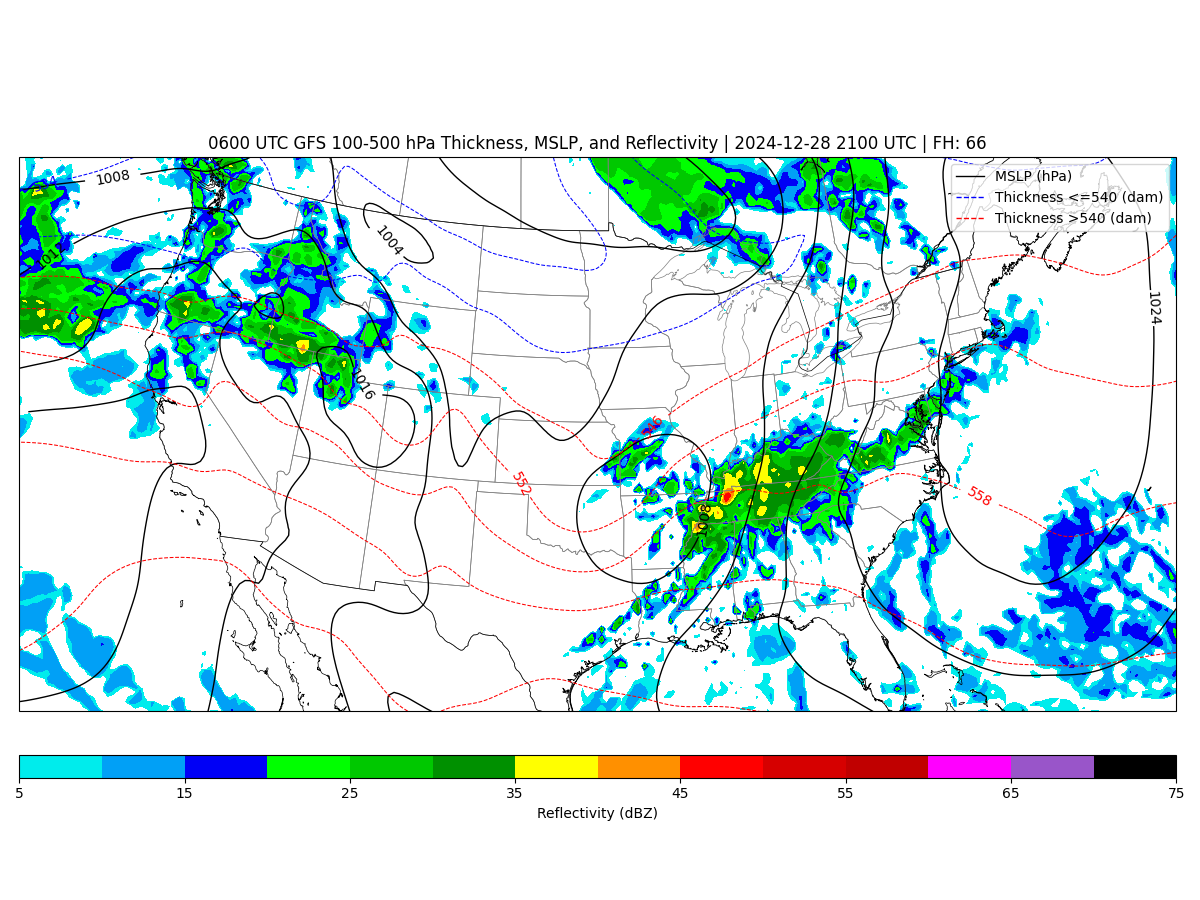 0600 UTC GFS 100-500 hPa Thickness, MSLP, and Reflectivity | 2024-12-28 2100 UTC | FH: 66
MSLP (hPa)
Thickness <=540 (dam)
Thickness >540 (dam)
1008
1004
1024
1016
552
558
1008
5 15 25 35 45 55 65 75
Reflectivity (dBZ)